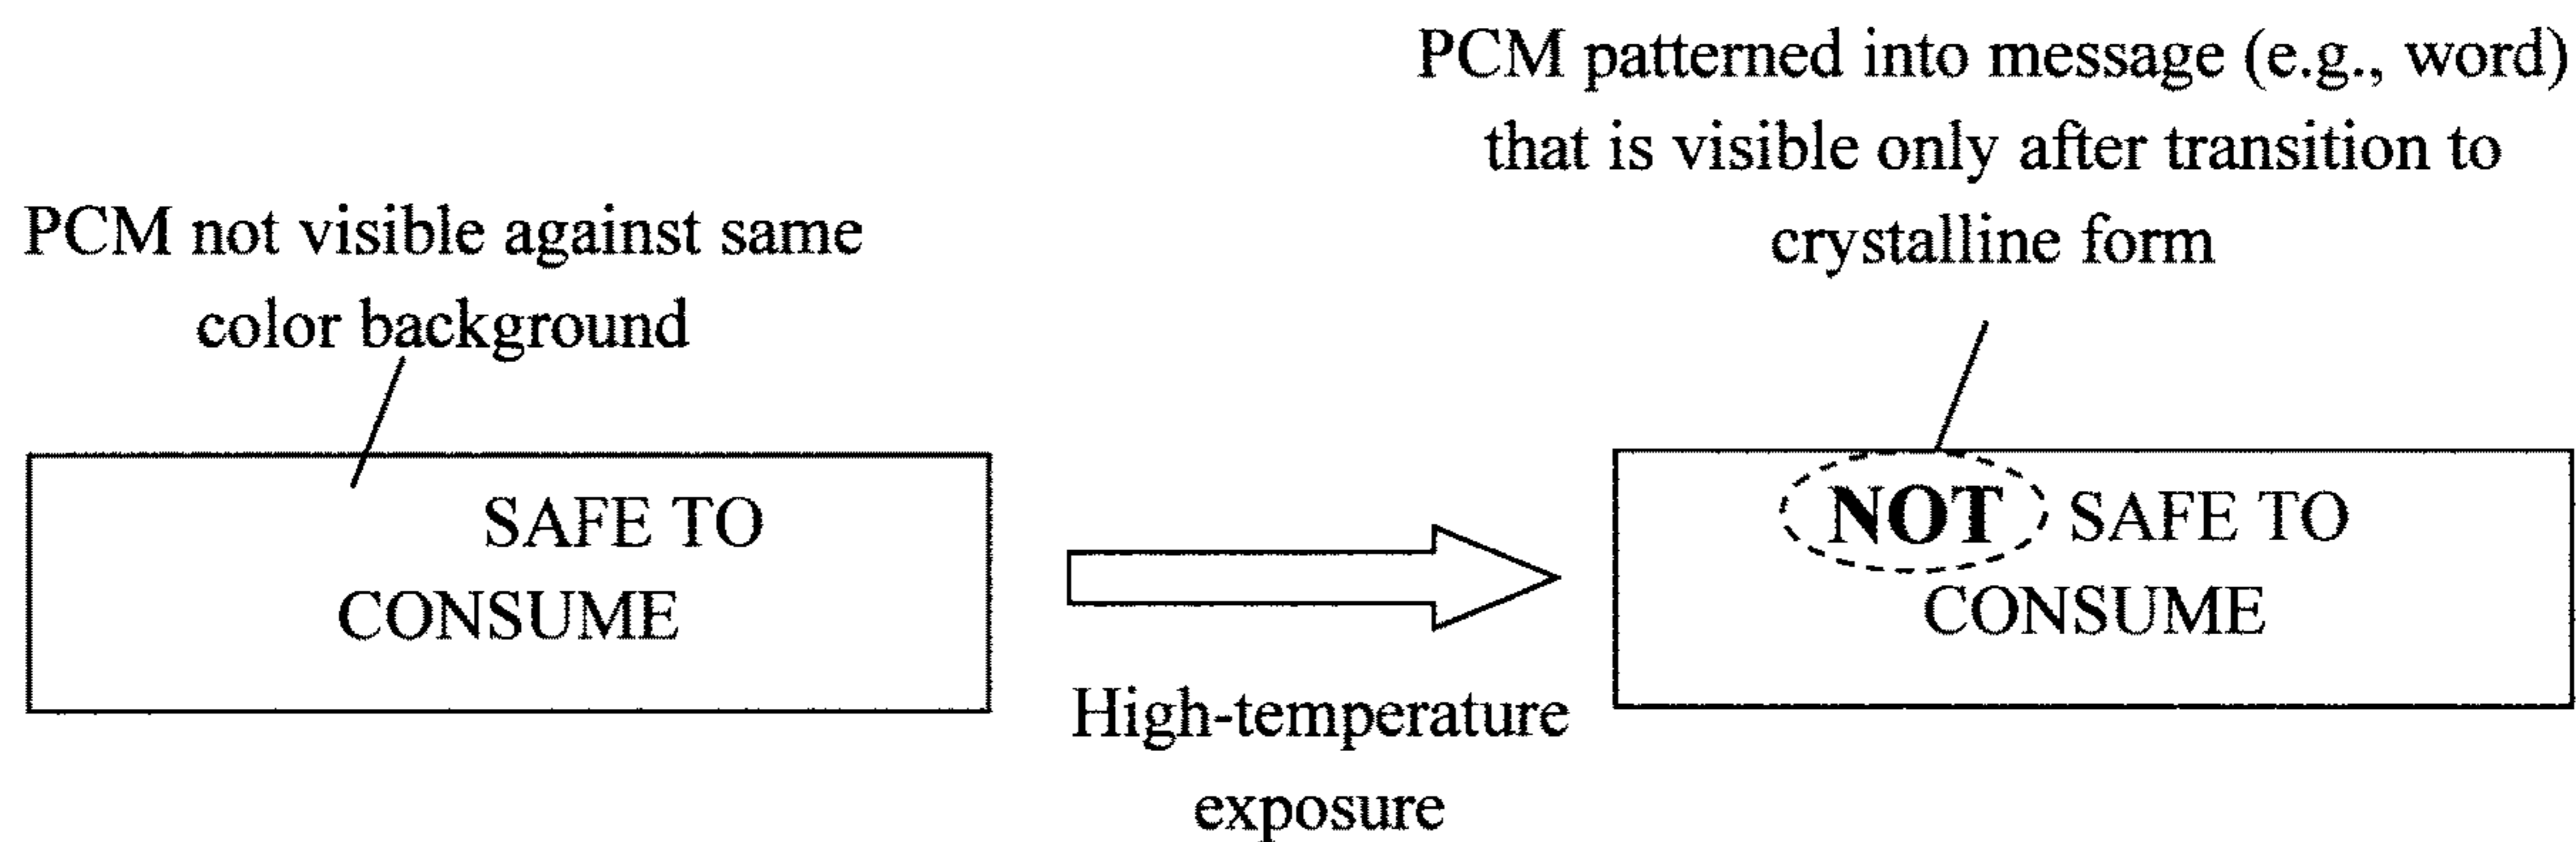 PCM not visible against same
color background
SAFE TO
CONSUME
High-temperature
exposure
PCM patterned into message (e.g., word)
that is visible only after transition to
crystalline form
NOT SAFE TO
CONSUME